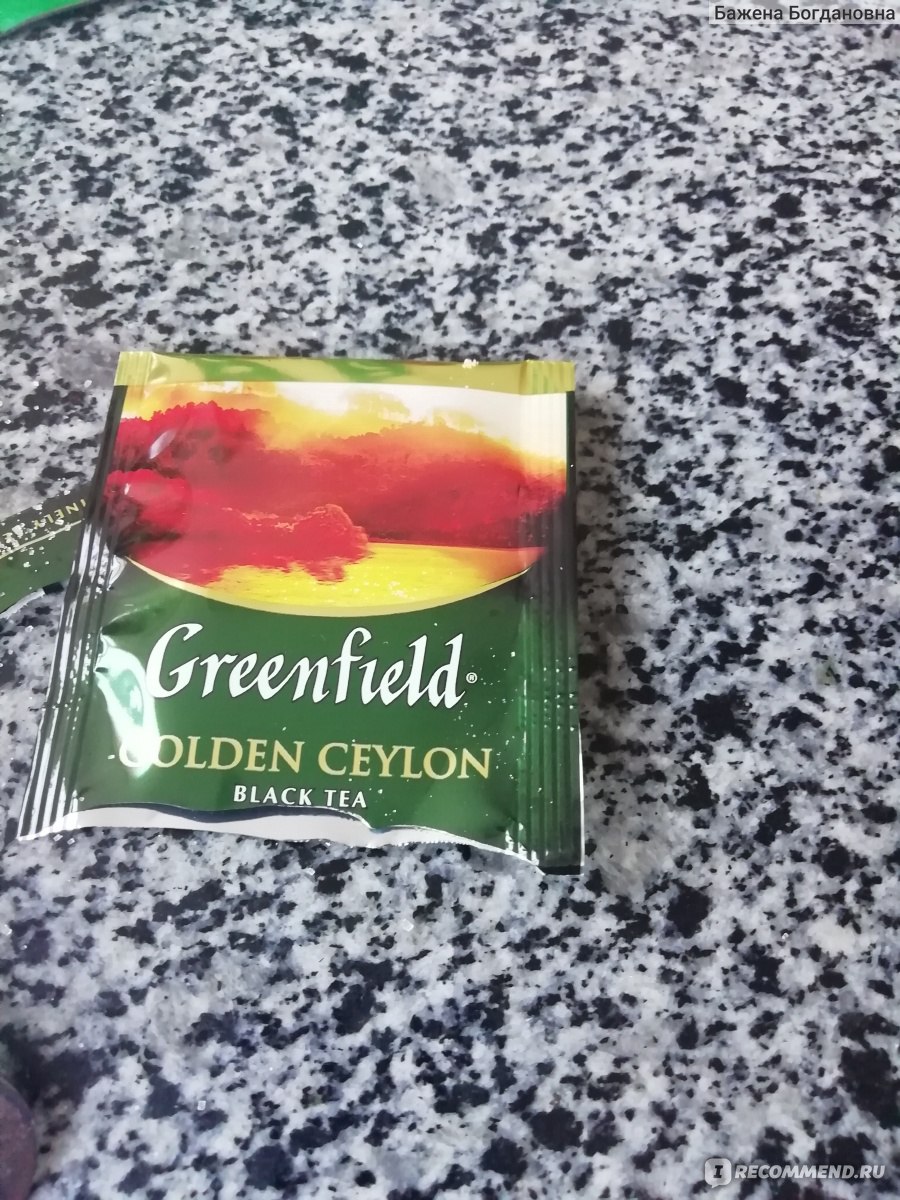 Бажена Богдановна
Greenfield®
GOLDEN CEYLON
BLACK TEA
IRECOMMEND.RU